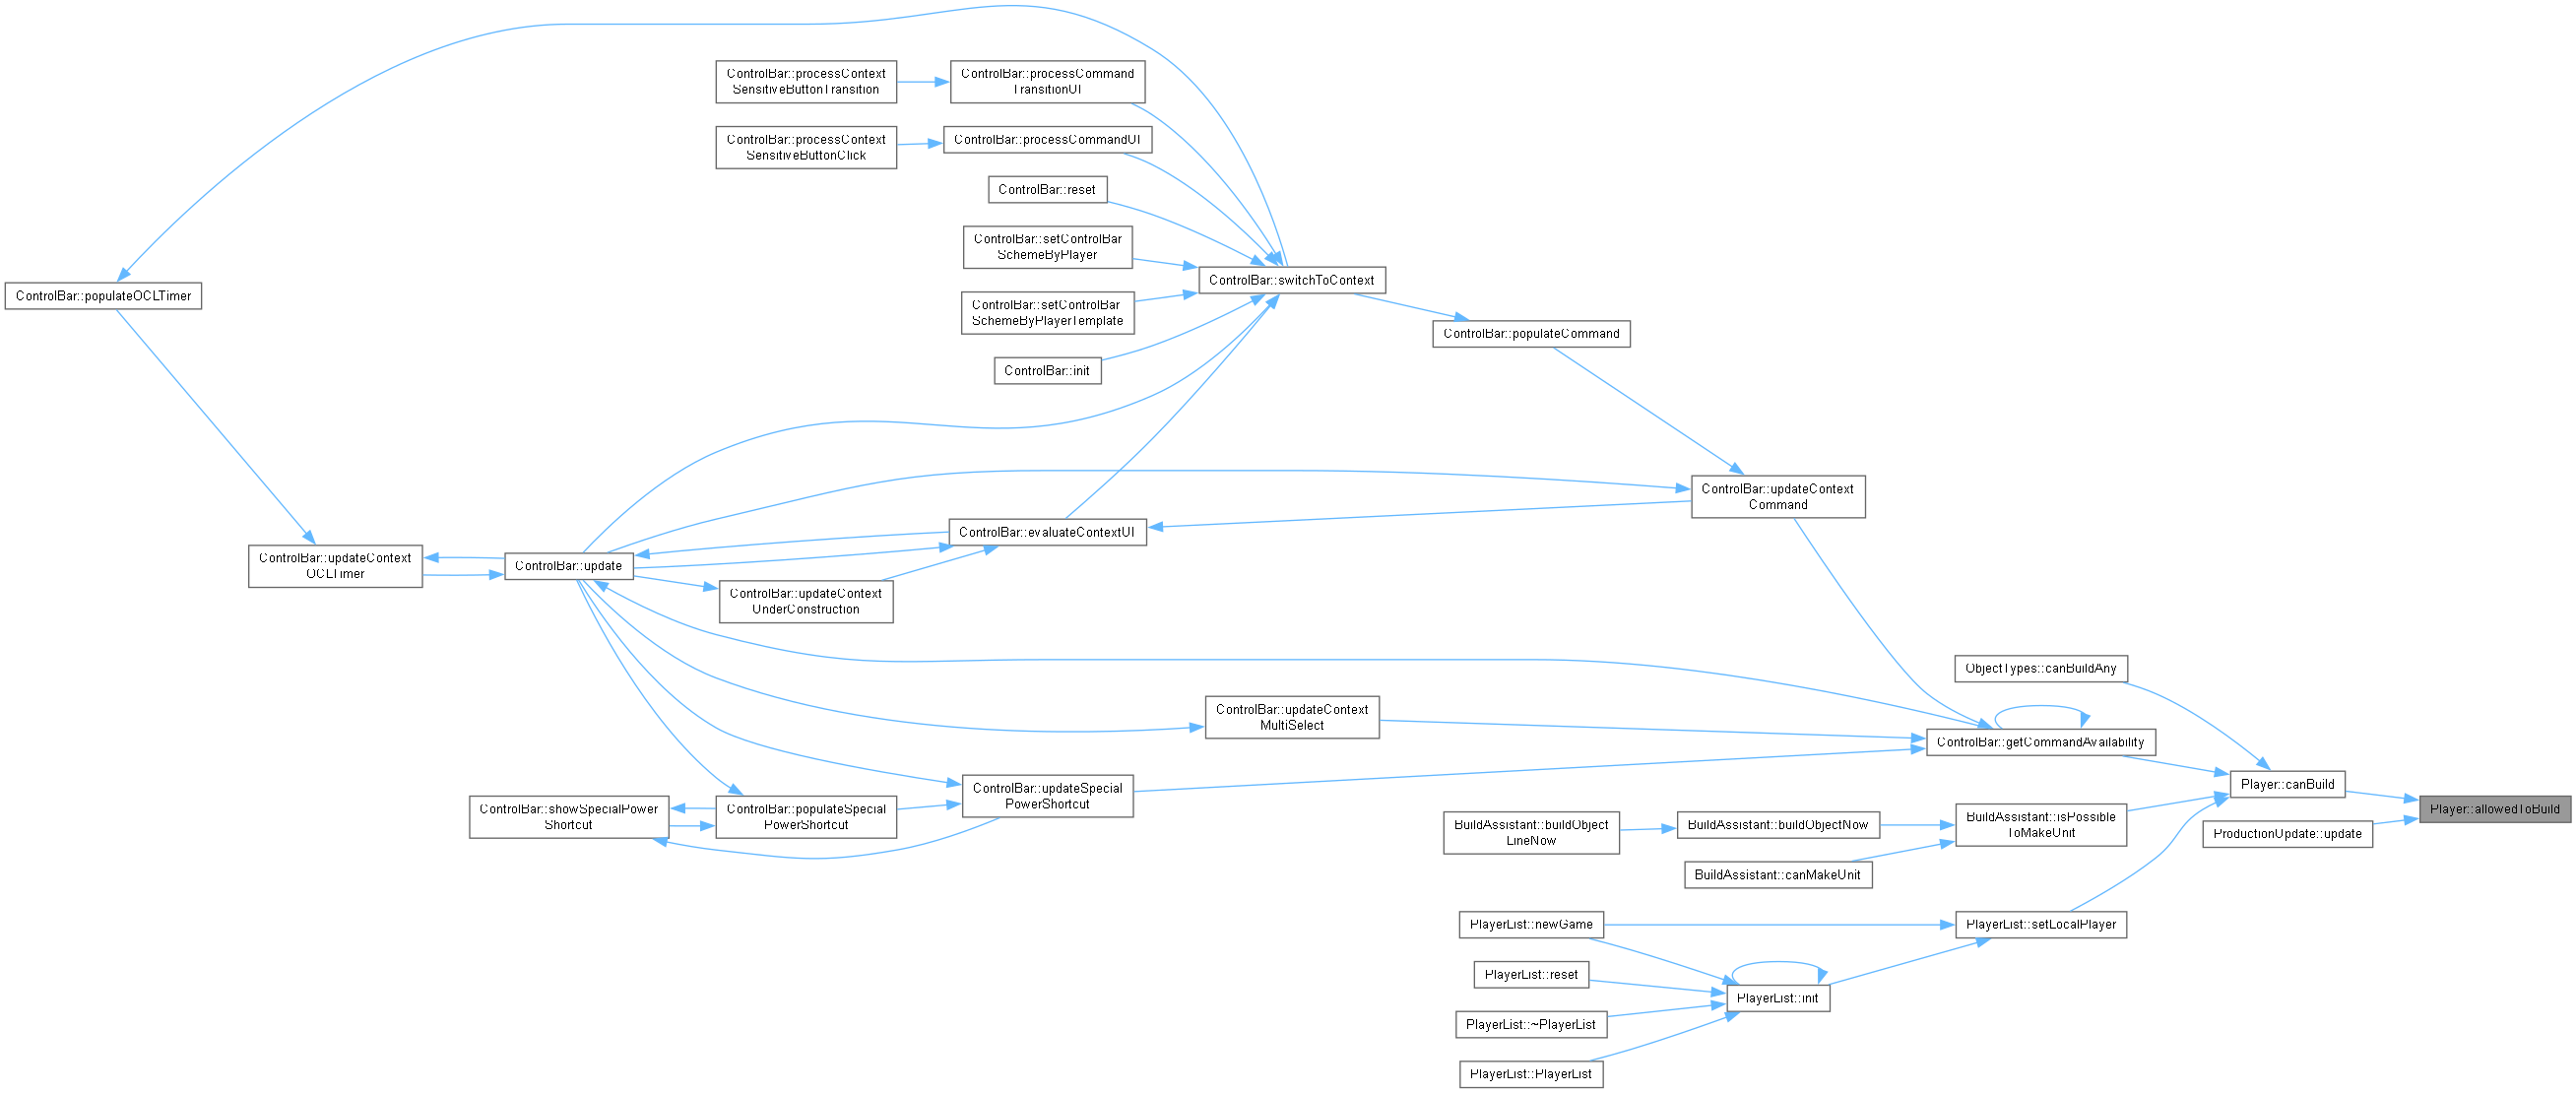 ControlBar::processContext
SensitiveButtonTransition
ControlBar::processCommand
TransitionUI
ControlBar::processContext
SensitiveButtonClick
ControlBar::processCommandUI
ControlBar::reset
ControlBar::setControlBar
SchemeByPlayer
ControlBar::switchToContext
ControlBar::populateOCLTimer
ControlBar::setControlBar
SchemeByPlayerTemplate
ControlBar::populateCommand
ControlBar::init
ControlBar::updateContext
Command
ControlBar::evaluateContextUI
ControlBar::updateContext
OCLTimer
ControlBar::update
ControlBar::updateContext
UnderConstruction
ObjectTypes::canBuildAny
ControlBar::updateContext
MultiSelect
ControlBar::getCommandAvailability
Player::canBuild
ControlBar::updateSpecial
PowerShortcut
ControlBar::showSpecialPower
Shortcut
ControlBar::populateSpecial
PowerShortcut
Player::allowedToBuild
BuildAssistant::buildObject
LineNow
BuildAssistant::buildObjectNow
BuildAssistant::isPossible
ToMakeUnit
ProductionUpdate::update
BuildAssistant::canMakeUnit
PlayerList::newGame
PlayerList::setLocalPlayer
PlayerList::reset
PlayerList::init
PlayerList::~PlayerList
PlayerList::PlayerList